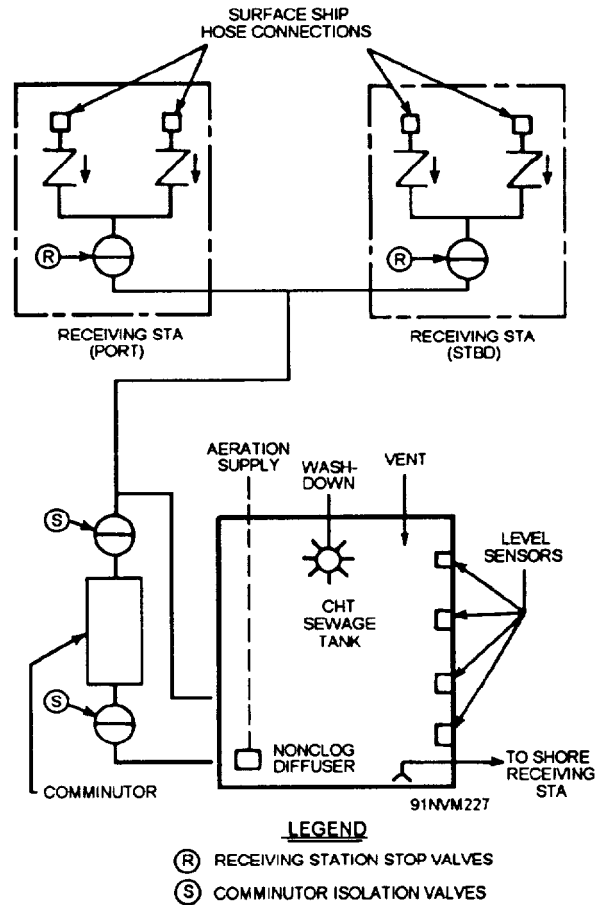 SURFACE SHIP
HOSE CONNECTIONS
R
R
RECEIVING STA
(PORT)
RECEIVING STA
(STBD)
AERATION
SUPPLY
WASH-
DOWN
VENT
S
LEVEL
SENSORS
CHT
SEWAGE
TANK
S
NONCLOG
DIFFUSER
TO SHORE
RECEIVING
STA
COMMINUTOR
91NVM227
LEGEND
R RECEIVING STATION STOP VALVES
S COMMINUTOR ISOLATION VALVES